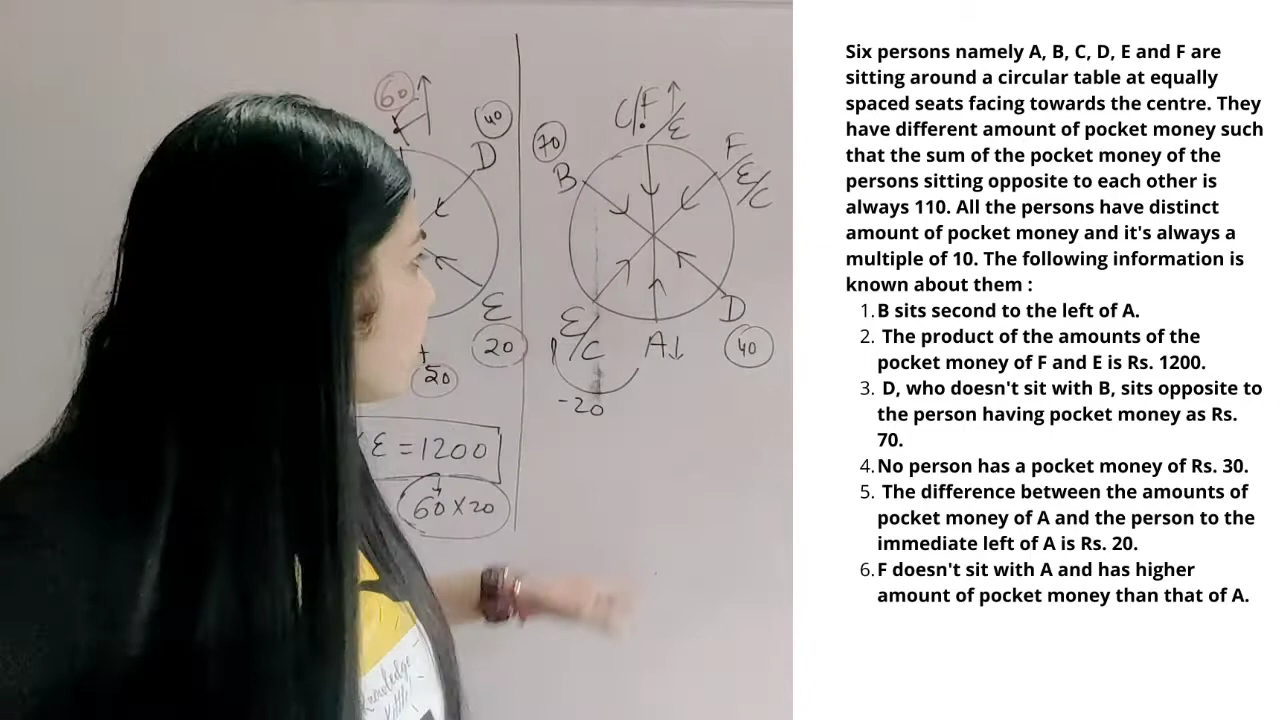 60
40
D
E
20
+
50
E = 1200
60 X 20
C/F/E
70
B
F/E/C
E/C
A↓
D
40
-20
Knowledge
Six persons namely A, B, C, D, E and F are
sitting around a circular table at equally
spaced seats facing towards the centre. They
have different amount of pocket money such
that the sum of the pocket money of the
persons sitting opposite to each other is
always 110. All the persons have distinct
amount of pocket money and it's always a
multiple of 10. The following information is
known about them :
1. B sits second to the left of A.
2. The product of the amounts of the
pocket money of F and E is Rs. 1200.
3. D, who doesn't sit with B, sits opposite to
the person having pocket money as Rs.
70.
4. No person has a pocket money of Rs. 30.
5. The difference between the amounts of
pocket money of A and the person to the
immediate left of A is Rs. 20.
6. F doesn't sit with A and has higher
amount of pocket money than that of A.